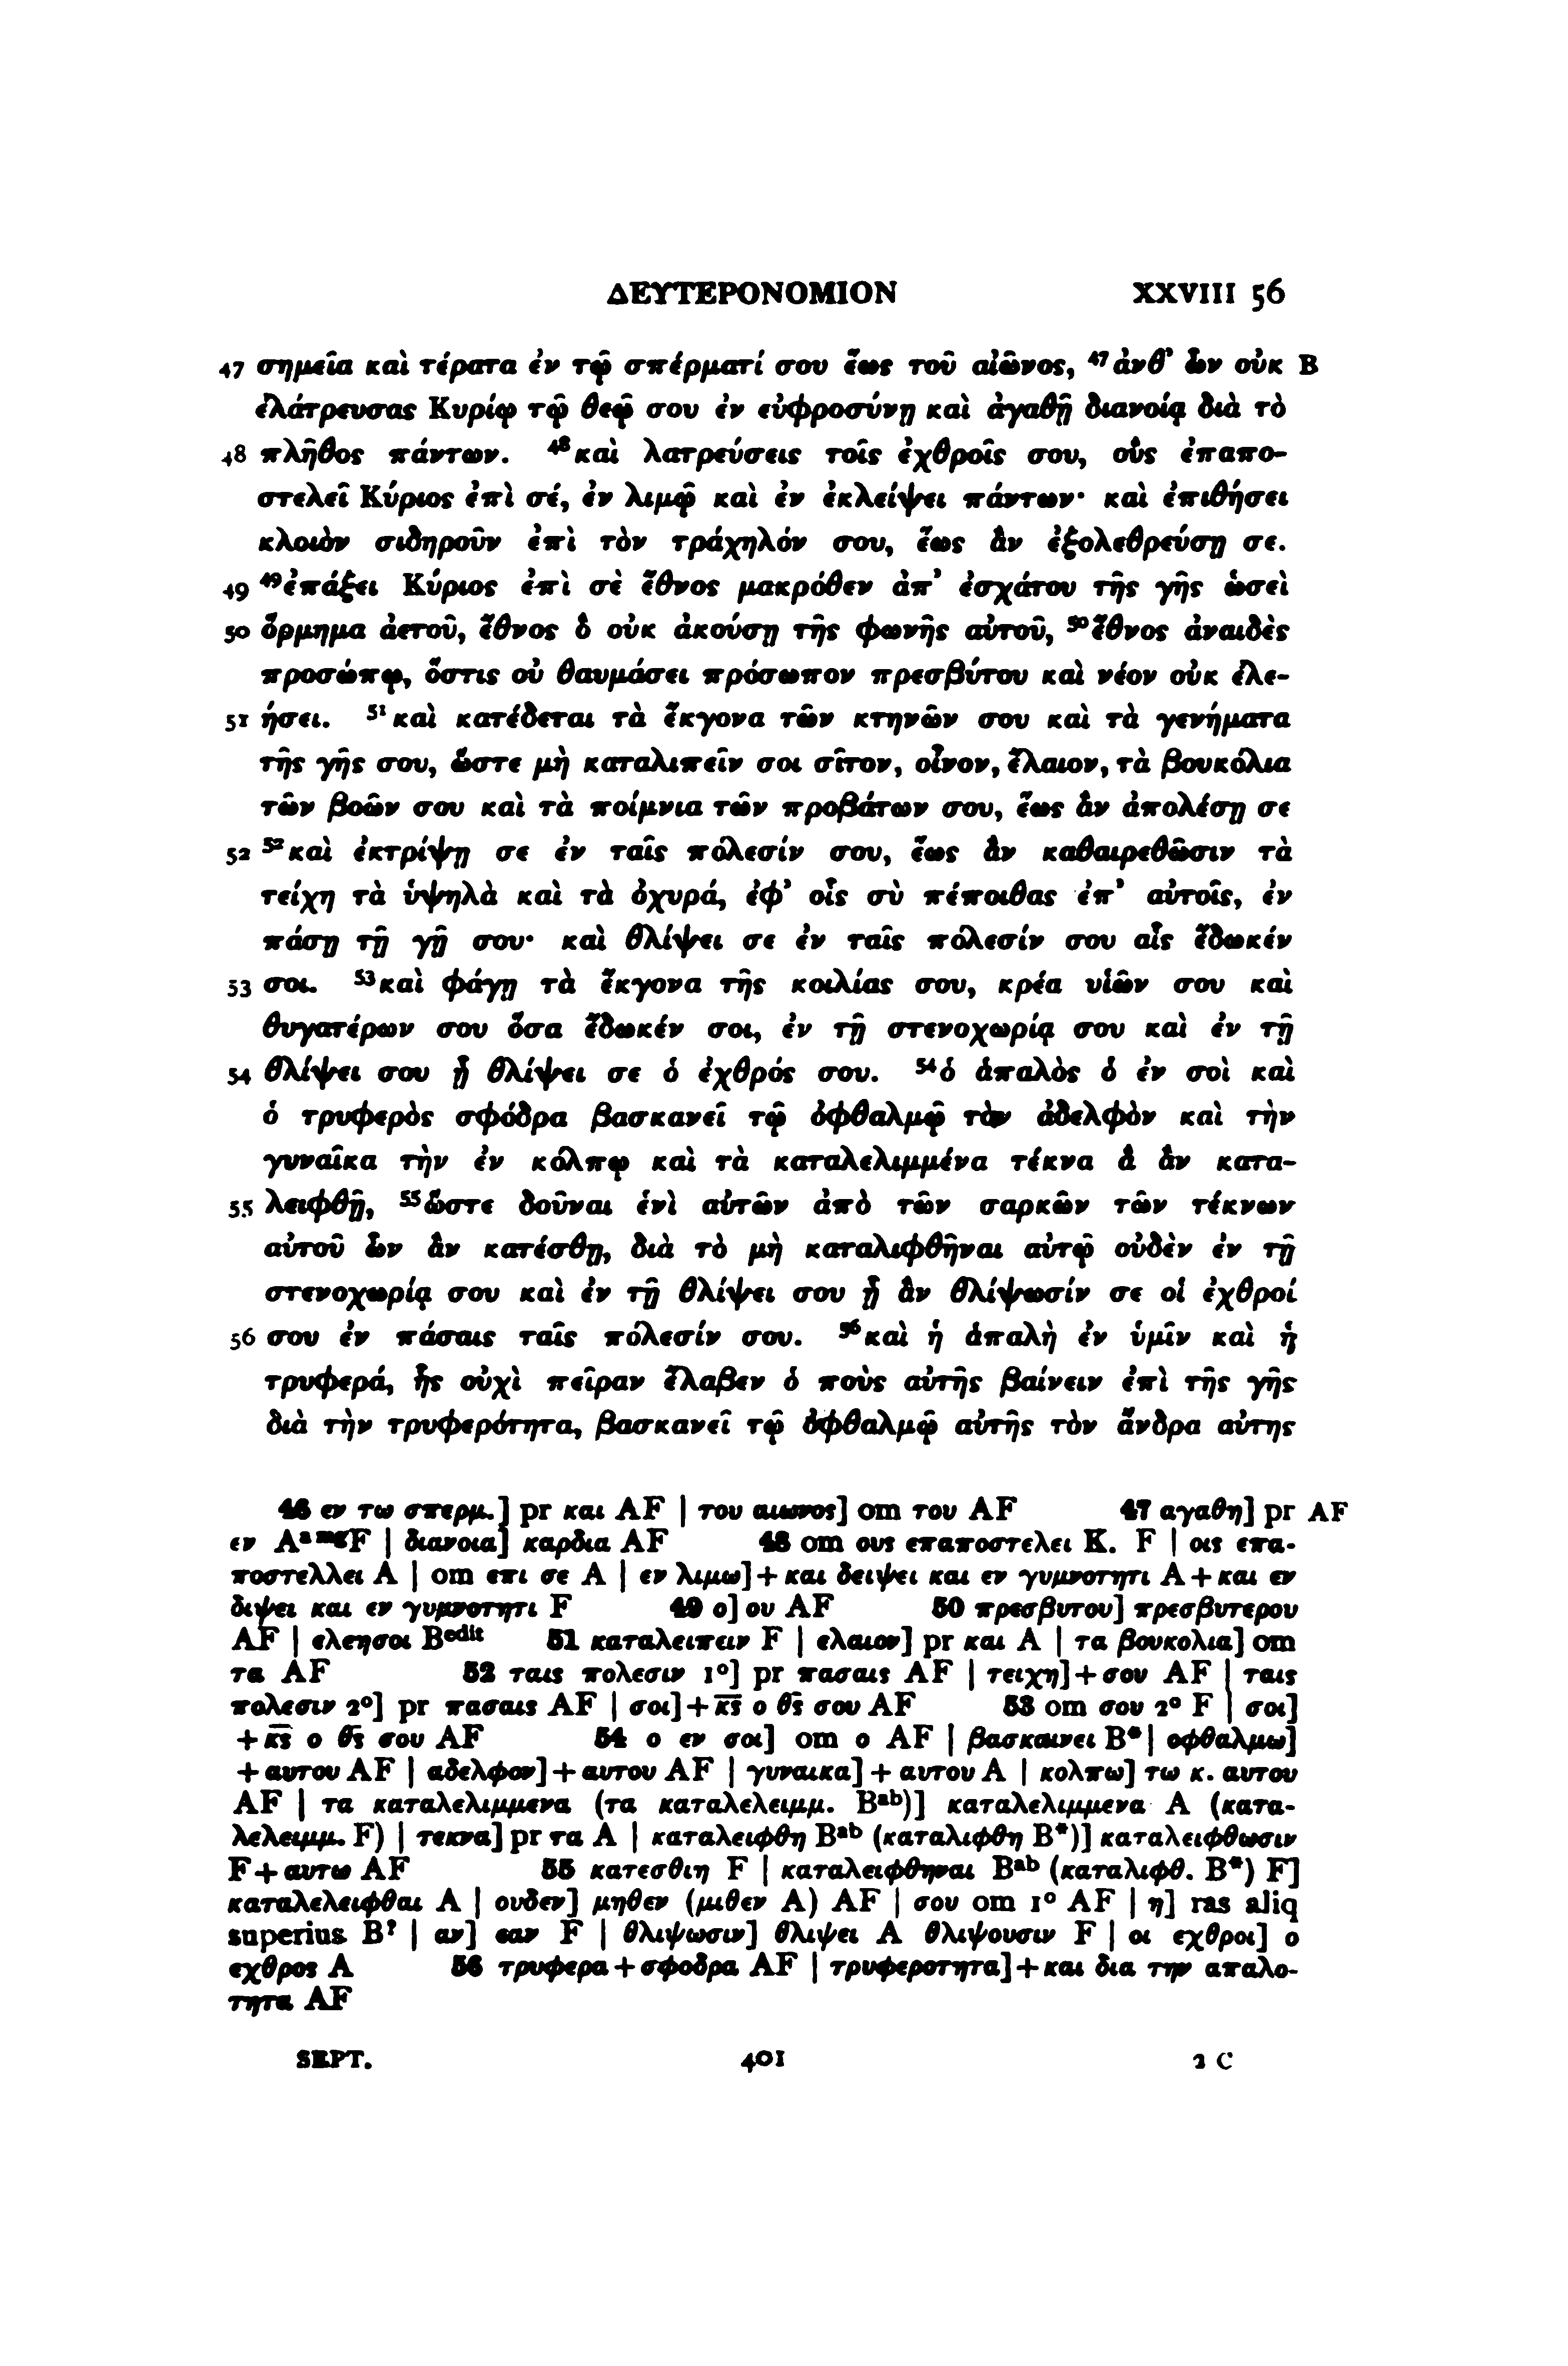 ΔΕΥΤΕΡΟΝΟΜΙΟΝ XXVIII 56
47 σημεῖα καὶ τέρατα ἐν τῷ σπέρματί σου ἕως τοῦ αἰῶνος, ⁴⁷ἀνθ’ ὧν οὐκ B
ἐλάτρευσας Κυρίῳ τῷ θεῷ σου ἐν εὐφροσύνῃ καὶ ἀγαθῇ διανοίᾳ διὰ τὸ
48 πλῆθος πάντων. ⁴⁸καὶ λατρεύσεις τοῖς ἐχθροῖς σου, οὓς ἐπαπο-
στελεῖ Κύριος ἐπὶ σέ, ἐν λιμῷ καὶ ἐν ἐκλείψει πάντων· καὶ ἐπιθήσει
κλοιὸν σιδηροῦν ἐπὶ τὸν τράχηλόν σου, ἕως ἂν ἐξολεθρεύσῃ σε.
49 ⁴⁹ἐπάξει Κύριος ἐπὶ σὲ ἔθνος μακρόθεν ἀπ’ ἐσχάτου τῆς γῆς ὡσεὶ
50 ὅρμημα ἀετοῦ, ἔθνος ὃ οὐκ ἀκούσῃ τῆς φωνῆς αὐτοῦ, ⁵⁰ἔθνος ἀναιδὲς
προσώπῳ, ὅστις οὐ θαυμάσει πρόσωπον πρεσβύτου καὶ νέον οὐκ ἐλε-
51 ήσει. ⁵¹καὶ κατέδεται τὰ ἔκγονα τῶν κτηνῶν σου καὶ τὰ γενήματα
τῆς γῆς σου, ὥστε μὴ καταλιπεῖν σοι σῖτον, οἶνον, ἔλαιον, τὰ βουκόλια
τῶν βοῶν σου καὶ τὰ ποίμνια τῶν προβάτων σου, ἕως ἂν ἀπολέσῃ σε
52 ⁵²καὶ ἐκτρίψῃ σε ἐν ταῖς πόλεσίν σου, ἕως ἂν καθαιρεθῶσιν τὰ
τείχη τὰ ὑψηλὰ καὶ τὰ ὀχυρά, ἐφ’ οἷς σὺ πέποιθας ἐπ’ αὐτοῖς, ἐν
πάσῃ τῇ γῇ σου· καὶ θλίψει σε ἐν ταῖς πόλεσίν σου αἷς ἔδωκέν
53 σοι. ⁵³καὶ φάγῃ τὰ ἔκγονα τῆς κοιλίας σου, κρέα υἱῶν σου καὶ
θυγατέρων σου ὅσα ἔδωκέν σοι, ἐν τῇ στενοχωρίᾳ σου καὶ ἐν τῇ
54 θλίψει σου ᾗ θλίψει σε ὁ ἐχθρός σου. ⁵⁴ὁ ἁπαλὸς ὁ ἐν σοὶ καὶ
ὁ τρυφερὸς σφόδρα βασκανεῖ τῷ ὀφθαλμῷ τὸν ἀδελφὸν καὶ τὴν
γυναῖκα τὴν ἐν κόλπῳ καὶ τὰ καταλελιμμένα τέκνα ἃ ἂν κατα-
55 λειφθῇ, ⁵⁵ὥστε δοῦναι ἑνὶ αὐτῶν ἀπὸ τῶν σαρκῶν τῶν τέκνων
αὐτοῦ ὧν ἂν κατέσθῃ, διὰ τὸ μὴ καταλιφθῆναι αὐτῷ οὐδὲν ἐν τῇ
στενοχωρίᾳ σου καὶ ἐν τῇ θλίψει σου ᾗ ἂν θλίψωσίν σε οἱ ἐχθροί
56 σου ἐν πάσαις ταῖς πόλεσίν σου. ⁵⁶καὶ ἡ ἁπαλὴ ἐν ὑμῖν καὶ ἡ
τρυφερά, ἧς οὐχὶ πεῖραν ἔλαβεν ὁ ποὺς αὐτῆς βαίνειν ἐπὶ τῆς γῆς
διὰ τὴν τρυφερότητα, βασκανεῖ τῷ ὀφθαλμῷ αὐτῆς τὸν ἄνδρα αὐτης
46 εν τω σπερμ.] pr και AF | του αιωνος] om του AF 47 αγαθη] pr AF
εν Aᵃ ᵐᵍF | διανοια] καρδια AF 48 om ους επαποστελει Κ. F | οις επα-
ποστελλει A | om επι σε A | εν λιμω]+και δειψει και εν γυμνοτητι A+και εν
διψει και εν γυμνοτητι F 49 ο] ου AF 50 πρεσβυτου] πρεσβυτερου
AF | ελεησοι Bᵉᵈⁱᵗ 51 καταλειπειν F | ελαιον] pr και A | τα βουκολια] om
τα AF 52 ταις πολεσιν 1°] pr πασαις AF | τειχη]+σου AF | ταις
πολεσιν 2°] pr πασαις AF | σοι]+κ̅ς̅ ο θ̅ς̅ σου AF 53 om σου 2° F | σοι]
+κ̅ς̅ ο θ̅ς̅ σου AF 54 ο εν σοι] om ο AF | βασκαινει B* | οφθαλμω]
+αυτου AF | αδελφον]+αυτου AF | γυναικα]+αυτου A | κολπω] τω κ. αυτου
AF | τα καταλελιμμενα (τα καταλελειμμ. Bᵃᵇ)] καταλελιμμενα A (κατα-
λελειμμ. F) | τεκνα] pr τα A | καταλειφθη Bᵃᵇ (καταλιφθη B*)] καταλειφθωσιν
F+αυτω AF 55 κατεσθιη F | καταλειφθηναι Bᵃᵇ (καταλιφθ. B*) F]
καταλελειφθαι A | ουδεν] μηθεν (μιθεν A) AF | σου om 1° AF | η] ras aliq
superius B? | αν] εαν F | θλιψωσιν] θλιψει A θλιψουσιν F | οι εχθροι] ο
εχθρος A 56 τρυφερα+σφοδρα AF | τρυφεροτητα]+και δια την απαλο-
τητα AF
SEPT. 401 2 C